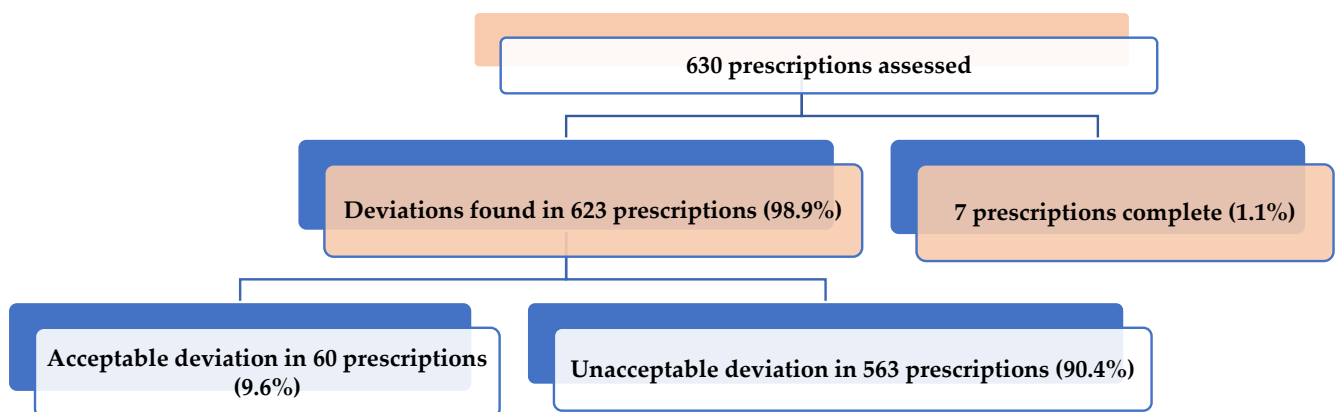 630 prescriptions assessed
Deviations found in 623 prescriptions (98.9%)
7 prescriptions complete (1.1%)
Acceptable deviation in 60 prescriptions
(9.6%)
Unacceptable deviation in 563 prescriptions (90.4%)